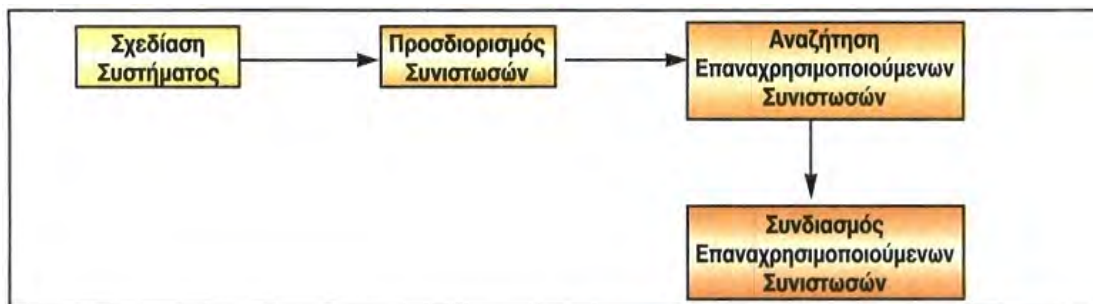 Σχεδίαση
Συστήματος
Προσδιορισμός
Συνιστωσών
Αναζήτηση
Επαναχρησιμοποιούμενων
Συνιστωσών
Συνδιασμός
Επαναχρησιμοποιούμενων
Συνιστωσών